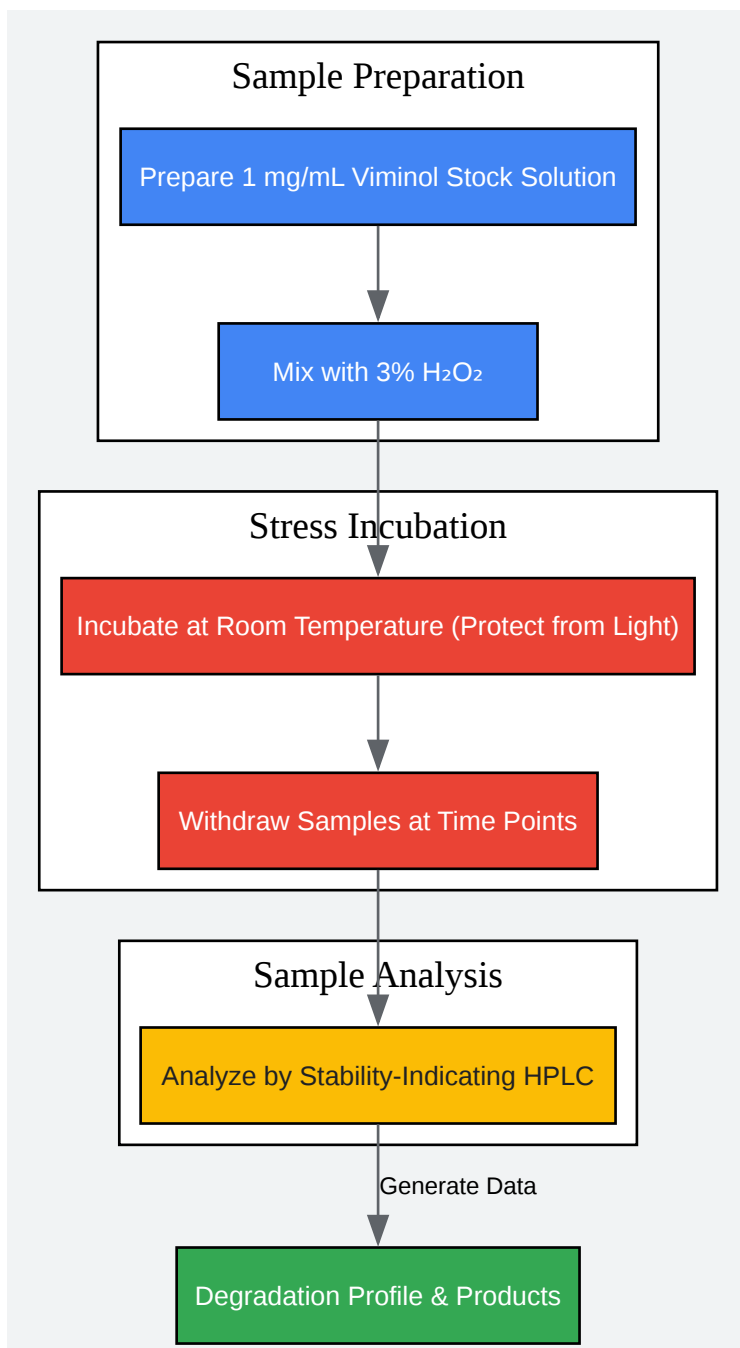 Sample Preparation
Prepare 1 mg/mL Viminol Stock Solution
Mix with 3% H₂O₂
Stress Incubation
Incubate at Room Temperature (Protect from Light)
Withdraw Samples at Time Points
Sample Analysis
Analyze by Stability-Indicating HPLC
Generate Data
Degradation Profile & Products